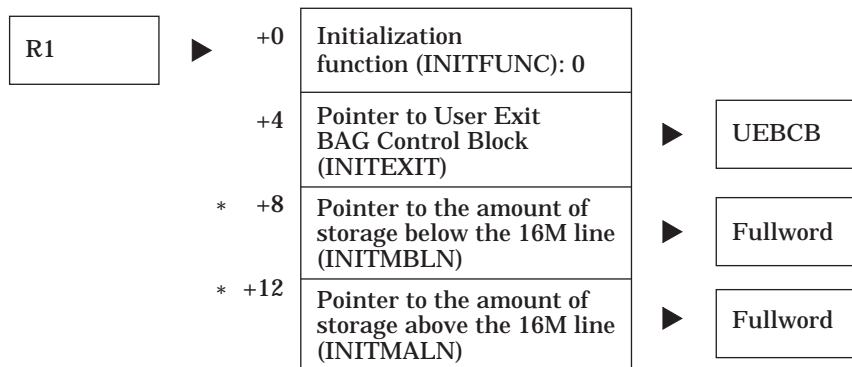 R1
+0
Initialization
function (INITFUNC): 0
+4
Pointer to User Exit
BAG Control Block
(INITEXIT)
UEBCB
* +8
Pointer to the amount of
storage below the 16M line
(INITMBLN)
Fullword
* +12
Pointer to the amount of
storage above the 16M line
(INITMALN)
Fullword